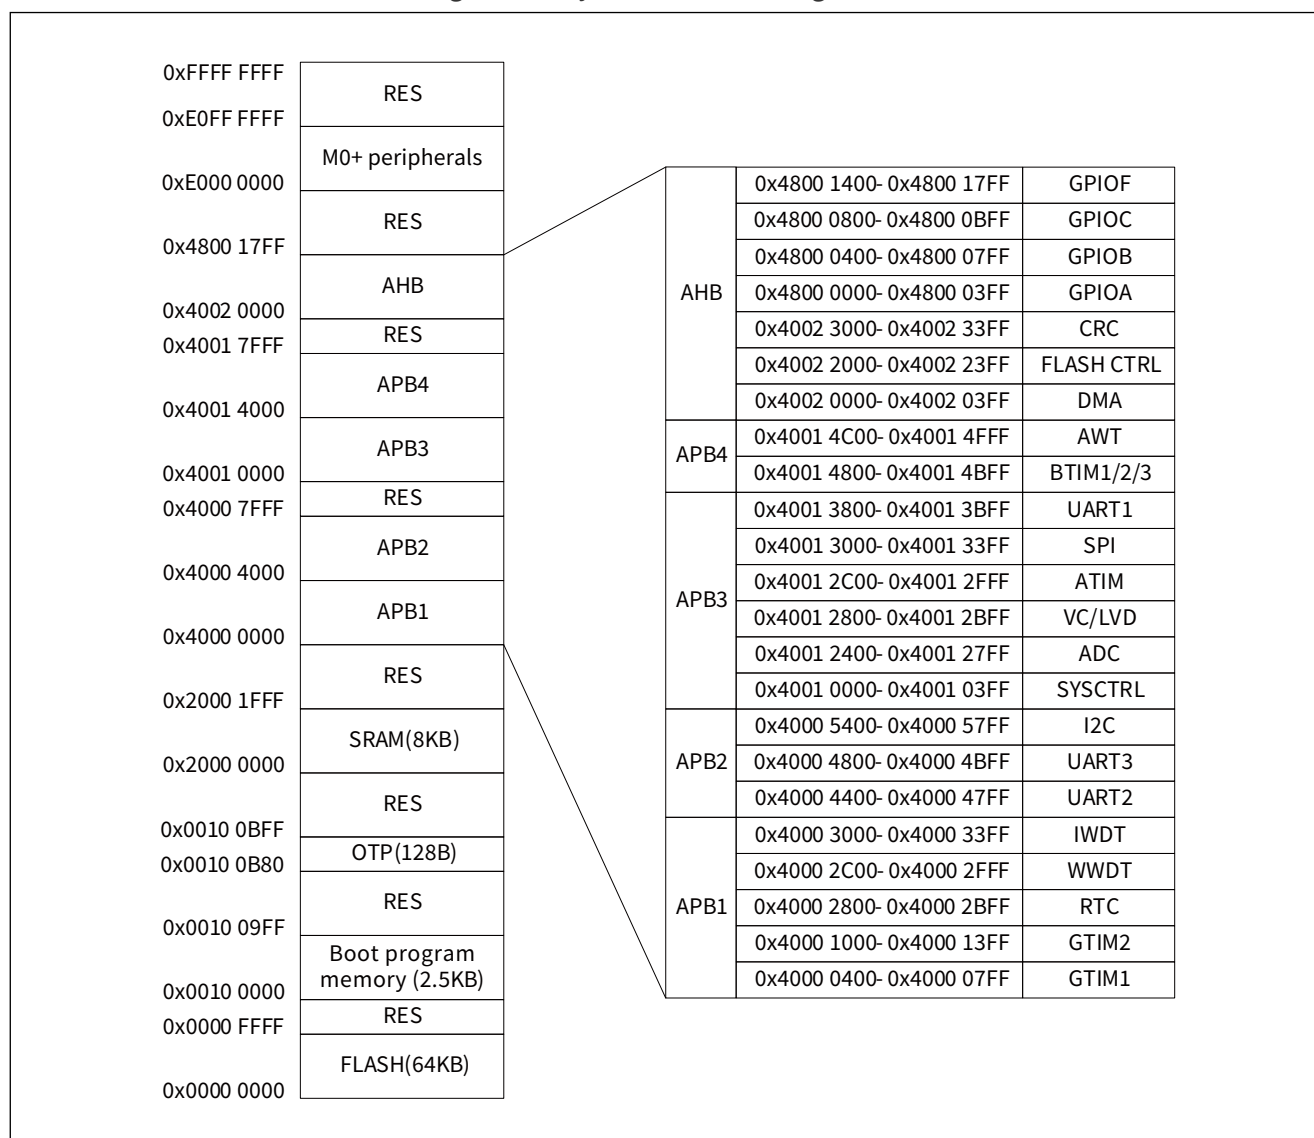 0xFFFF FFFF
RES
0xE0FF FFFF
M0+ peripherals
0xE000 0000
RES
0x4800 17FF
AHB
0x4002 0000
RES
0x4001 7FFF
APB4
0x4001 4000
APB3
0x4001 0000
RES
0x4000 7FFF
APB2
0x4000 4000
APB1
0x4000 0000
RES
0x2000 1FFF
SRAM(8KB)
0x2000 0000
RES
0x0010 0BFF
OTP(128B)
0x0010 0B80
RES
0x0010 09FF
Boot program
memory (2.5KB)
0x0010 0000
RES
0x0000 FFFF
FLASH(64KB)
0x0000 0000
AHB
0x4800 1400- 0x4800 17FF GPIOF
0x4800 0800- 0x4800 0BFF GPIOC
0x4800 0400- 0x4800 07FF GPIOB
0x4800 0000- 0x4800 03FF GPIOA
0x4002 3000- 0x4002 33FF CRC
0x4002 2000- 0x4002 23FF FLASH CTRL
0x4002 0000- 0x4002 03FF DMA
APB4
0x4001 4C00- 0x4001 4FFF AWT
0x4001 4800- 0x4001 4BFF BTIM1/2/3
APB3
0x4001 3800- 0x4001 3BFF UART1
0x4001 3000- 0x4001 33FF SPI
0x4001 2C00- 0x4001 2FFF ATIM
0x4001 2800- 0x4001 2BFF VC/LVD
0x4001 2400- 0x4001 27FF ADC
0x4001 0000- 0x4001 03FF SYSCTRL
APB2
0x4000 5400- 0x4000 57FF I2C
0x4000 4800- 0x4000 4BFF UART3
0x4000 4400- 0x4000 47FF UART2
APB1
0x4000 3000- 0x4000 33FF IWDT
0x4000 2C00- 0x4000 2FFF WWDT
0x4000 2800- 0x4000 2BFF RTC
0x4000 1000- 0x4000 13FF GTIM2
0x4000 0400- 0x4000 07FF GTIM1